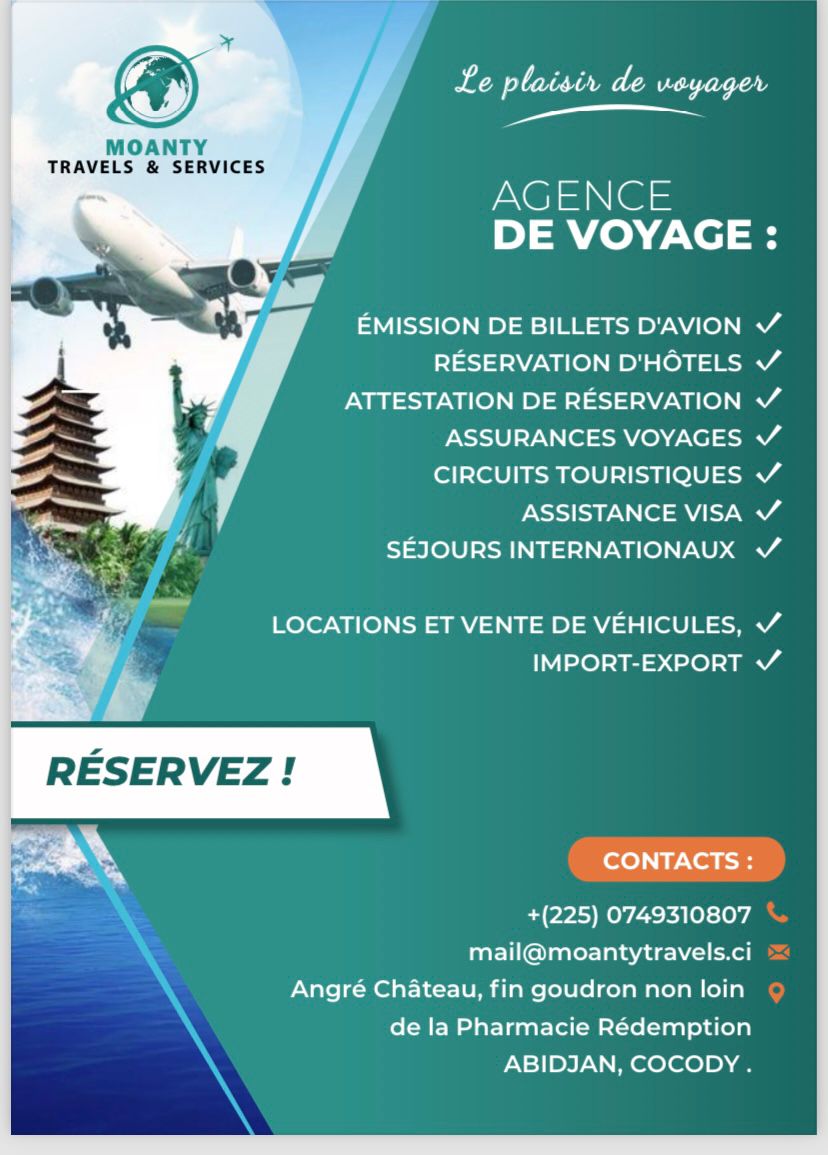 MOANTY
TRAVELS & SERVICES
Le plaisir de voyager
AGENCE
DE VOYAGE :
ÉMISSION DE BILLETS D'AVION
RÉSERVATION D'HÔTELS
ATTESTATION DE RÉSERVATION
ASSURANCES VOYAGES
CIRCUITS TOURISTIQUES
ASSISTANCE VISA
SÉJOURS INTERNATIONAUX
LOCATIONS ET VENTE DE VÉHICULES,
IMPORT-EXPORT
RÉSERVEZ !
CONTACTS :
+(225) 0749310807
mail@moantytravels.ci
Angré Château, fin goudron non loin
de la Pharmacie Rédemption
ABIDJAN, COCODY .